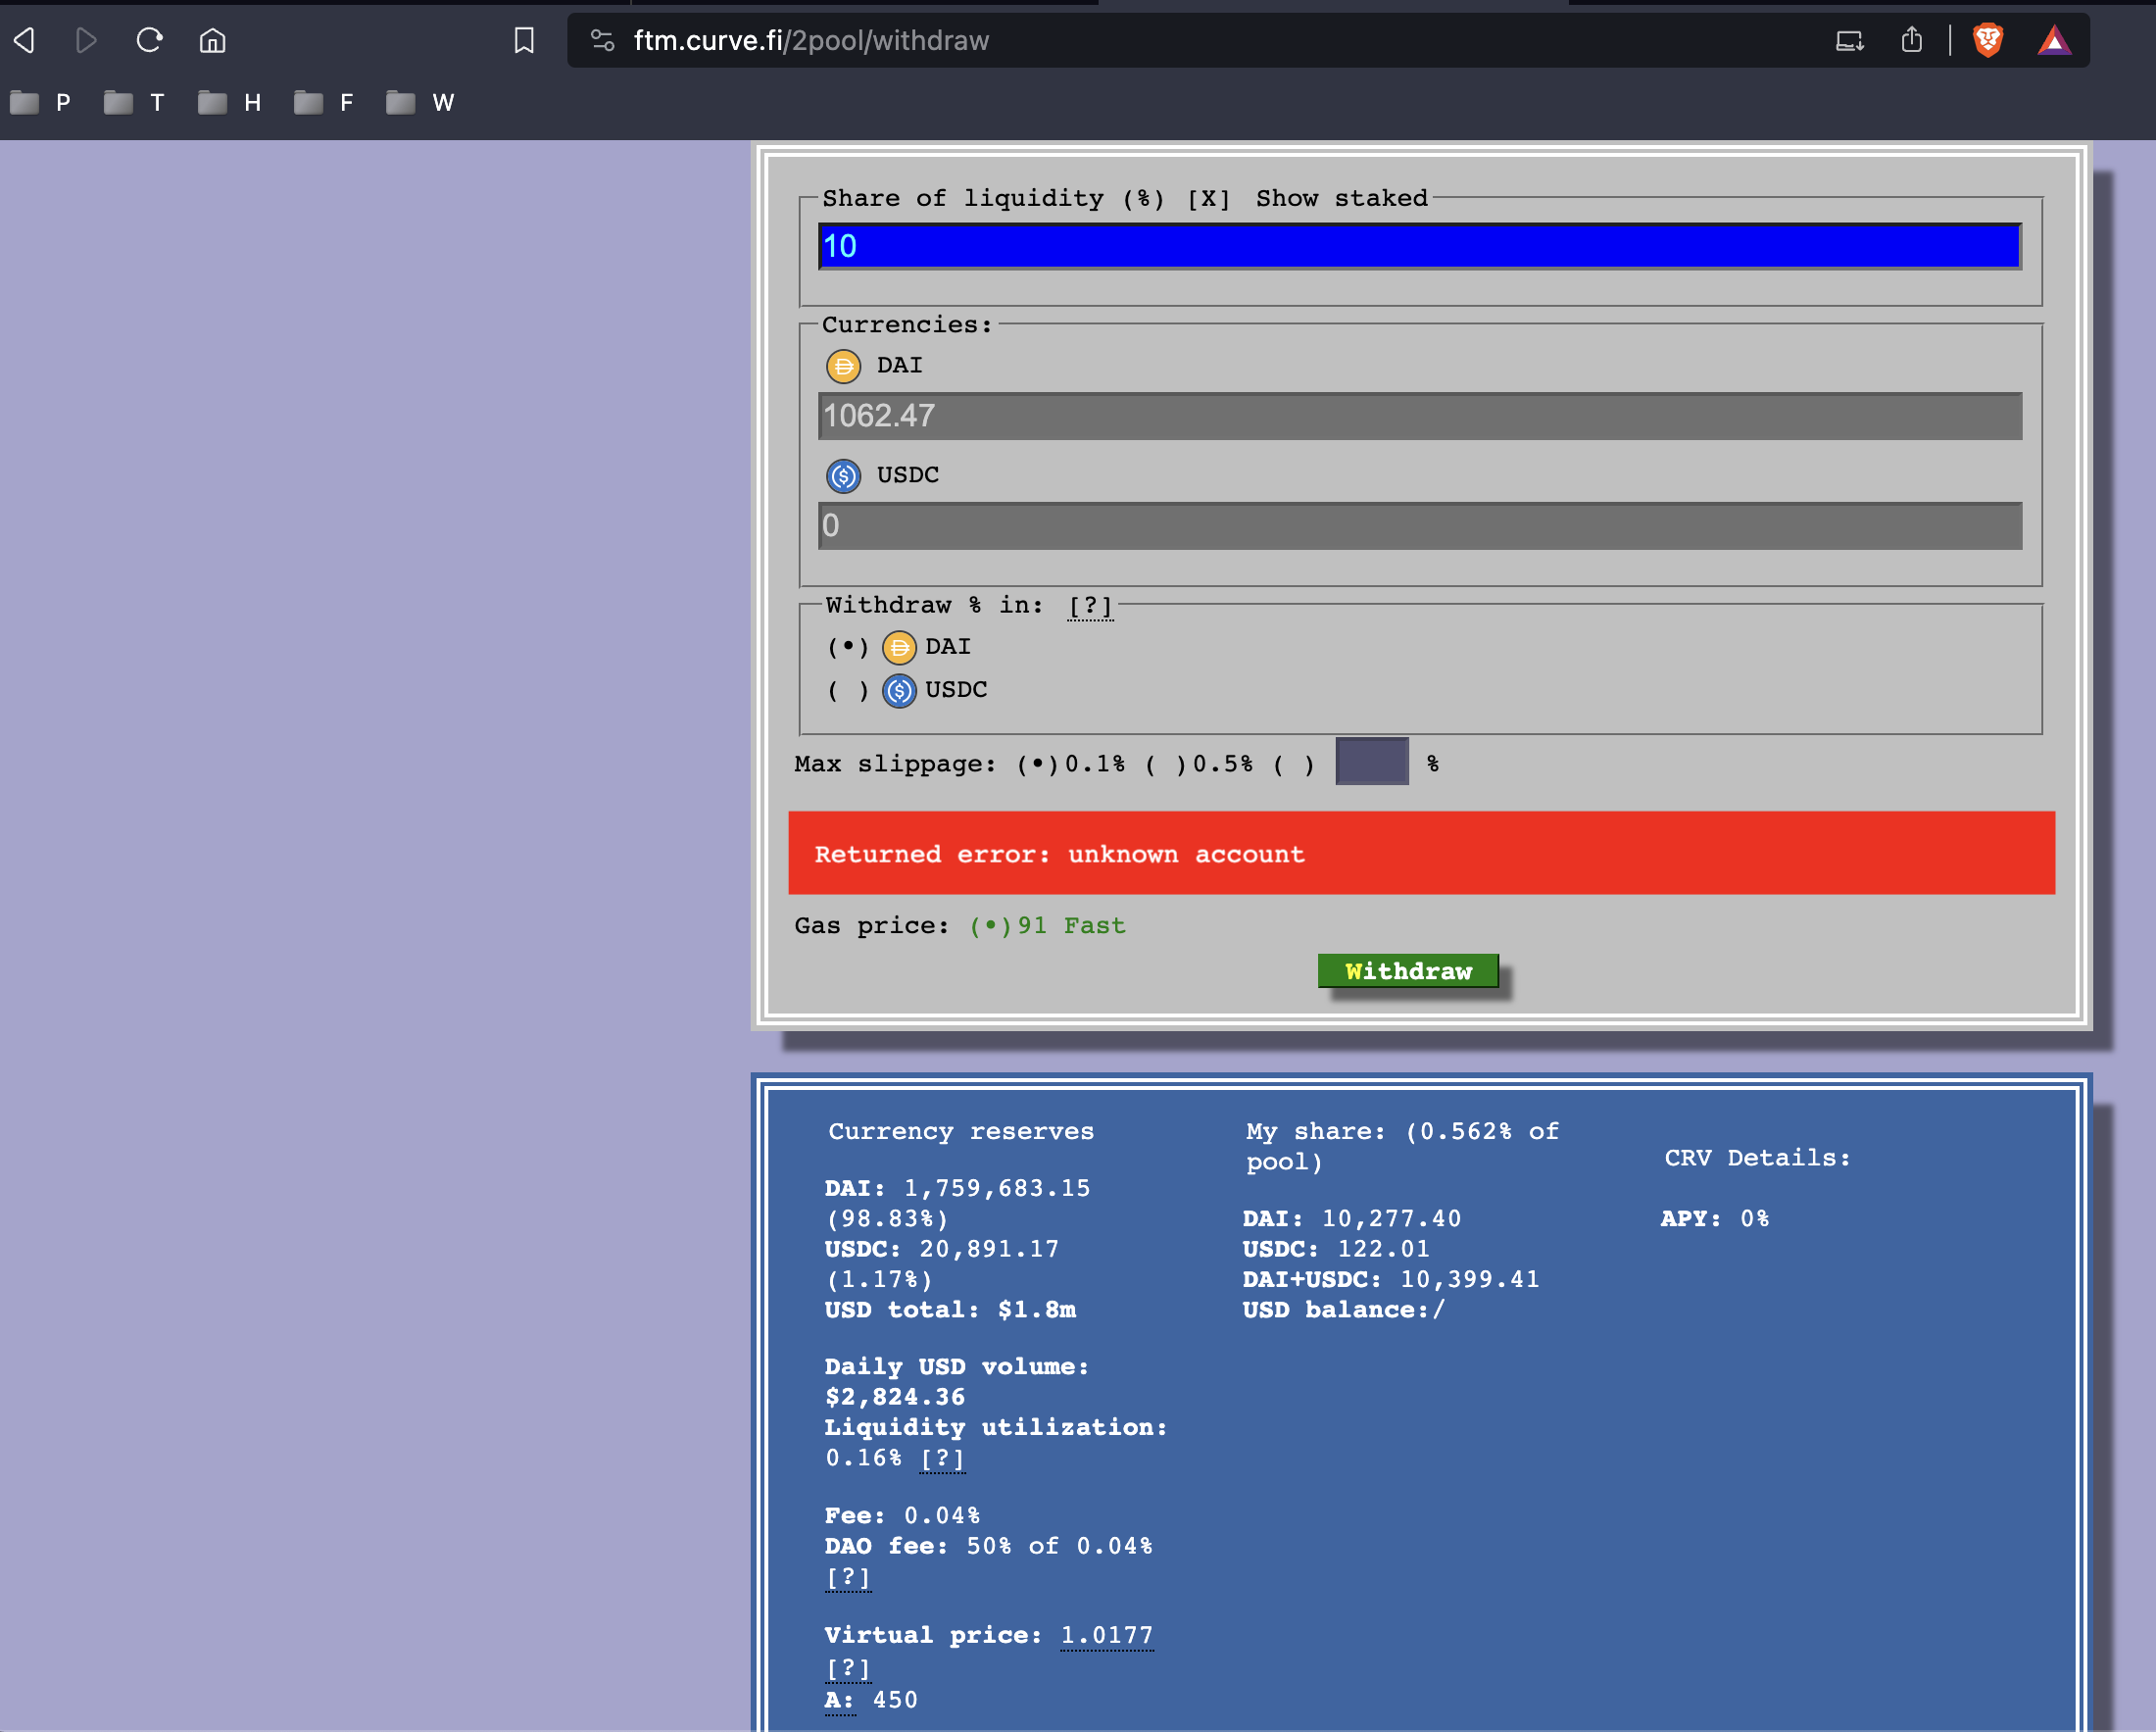 ftm.curve.fi/2pool/withdraw
P T H F W
Share of liquidity (%) [X] Show staked
10
Currencies:
DAI
1062.47
USDC
0
Withdraw % in: [?]
(•) DAI
( ) USDC
Max slippage: (•)0.1% ( )0.5% ( ) %
Returned error: unknown account
Gas price: (•)91 Fast
Withdraw
Currency reserves
DAI: 1,759,683.15
(98.83%)
USDC: 20,891.17
(1.17%)
USD total: $1.8m
Daily USD volume:
$2,824.36
Liquidity utilization:
0.16% [?]
Fee: 0.04%
DAO fee: 50% of 0.04%
[?]
Virtual price: 1.0177
[?]
A: 450
My share: (0.562% of
pool)
DAI: 10,277.40
USDC: 122.01
DAI+USDC: 10,399.41
USD balance:/
CRV Details:
APY: 0%